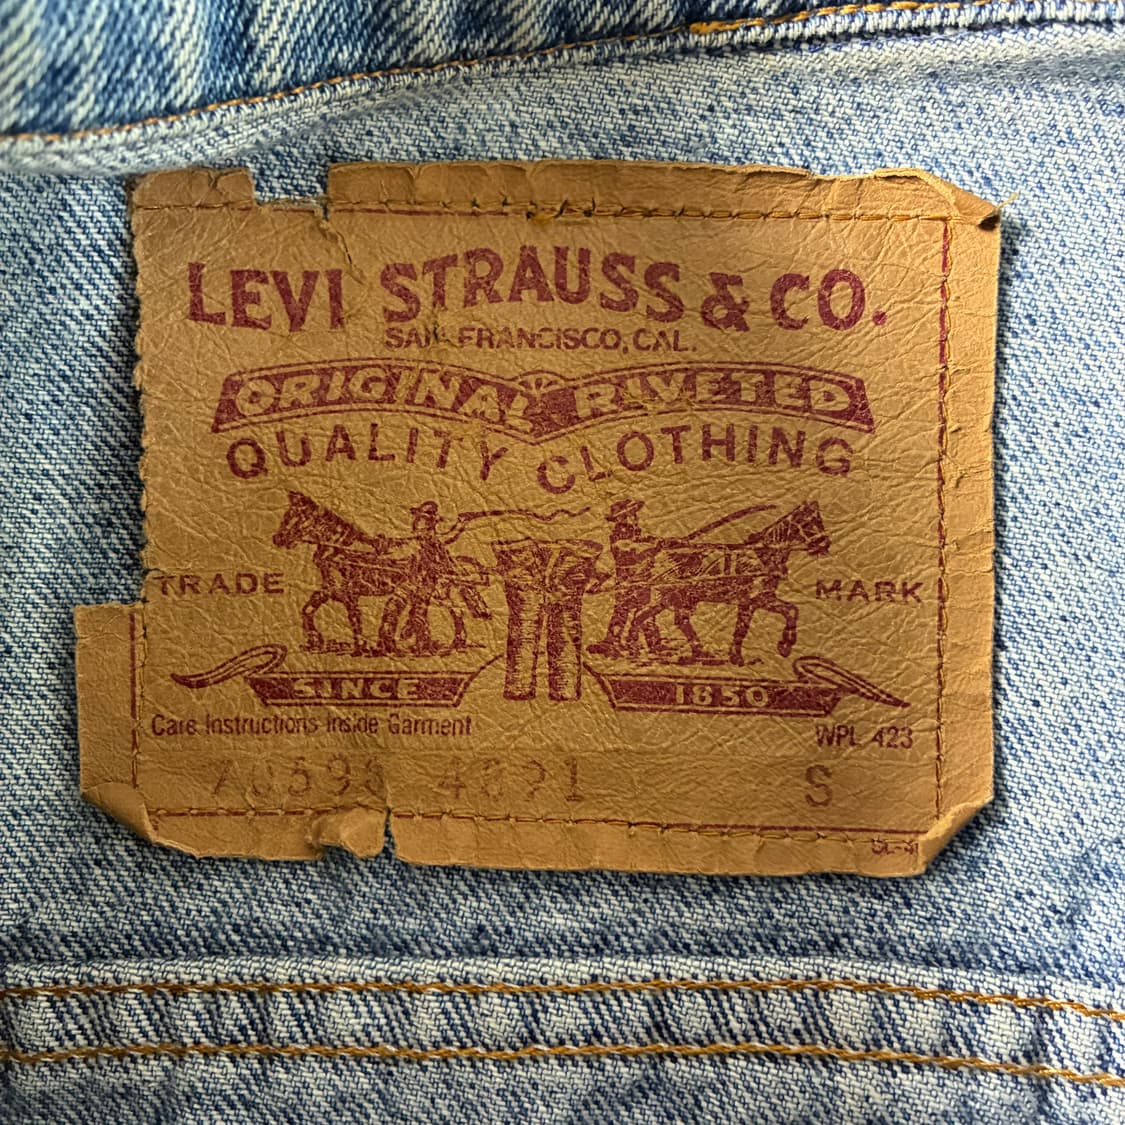 LEVI STRAUSS & CO.
SAN FRANCISCO, CAL.
ORIGINAL RIVETED
QUALITY CLOTHING
TRADE MARK
SINCE 1850
Care Instructions Inside Garment WPL 423
S